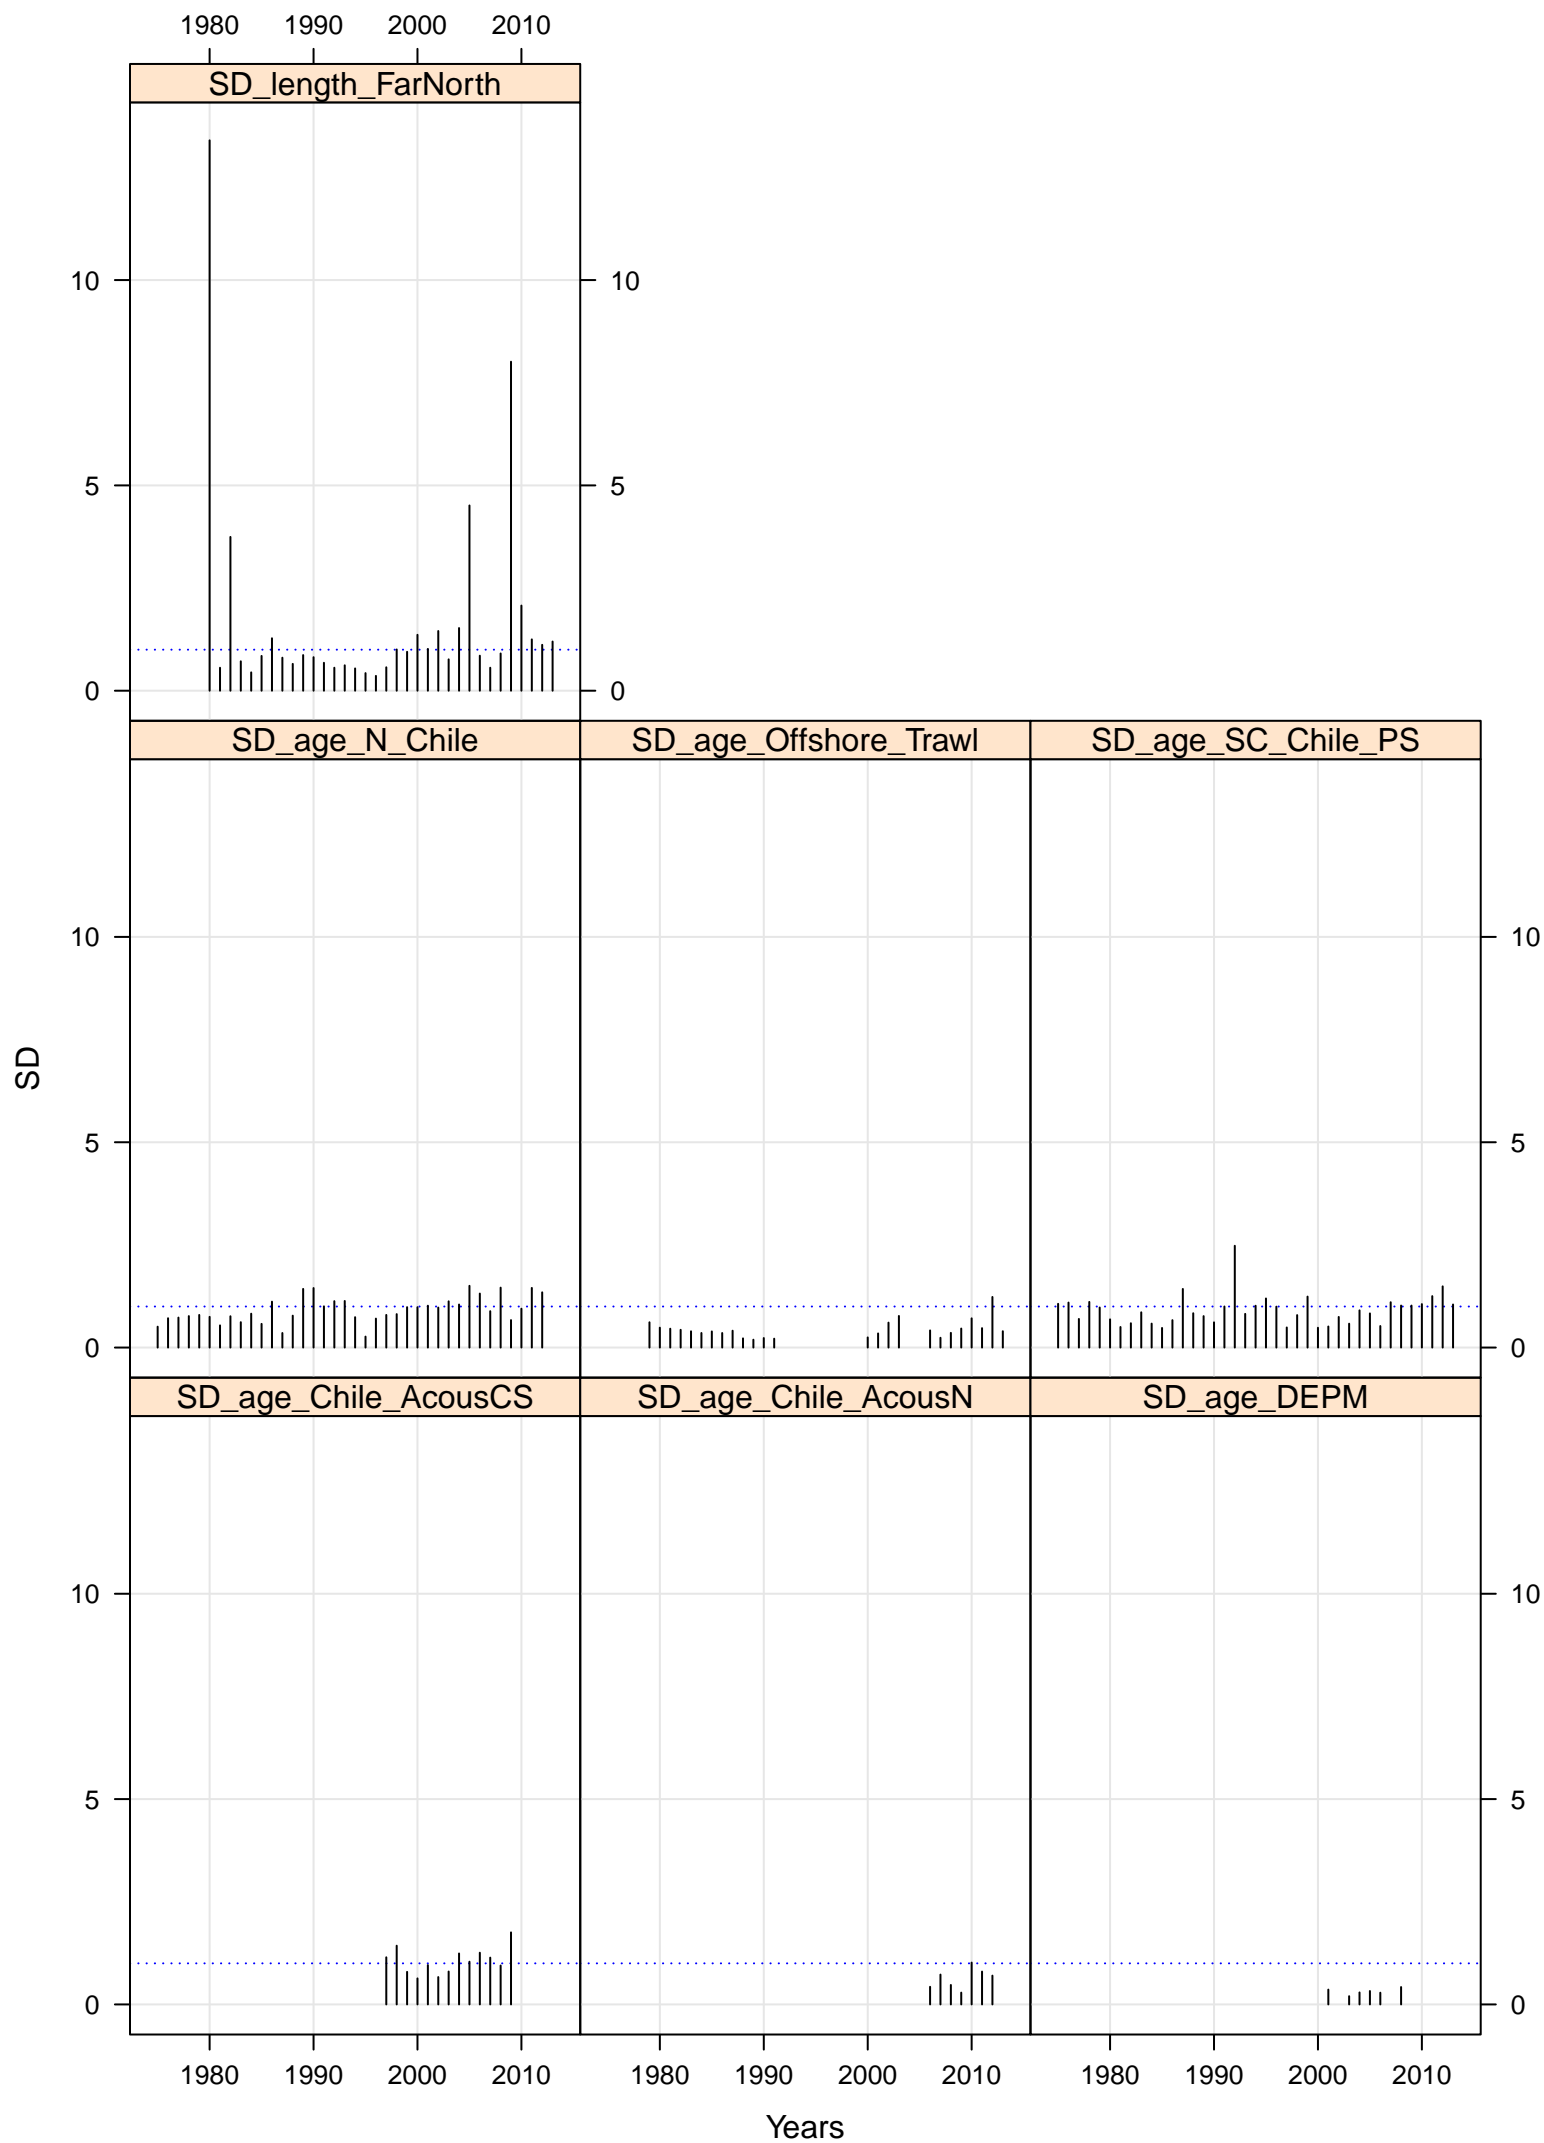 1980 1990 2000 2010
SD_length_FarNorth
10 10
5 5
0 0
SD_age_N_Chile SD_age_Offshore_Trawl SD_age_SC_Chile_PS
10 10
SD
5 5
0 0
SD_age_Chile_AcousCS SD_age_Chile_AcousN SD_age_DEPM
10 10
5 5
0 0
1980 1990 2000 2010 1980 1990 2000 2010 1980 1990 2000 2010
Years